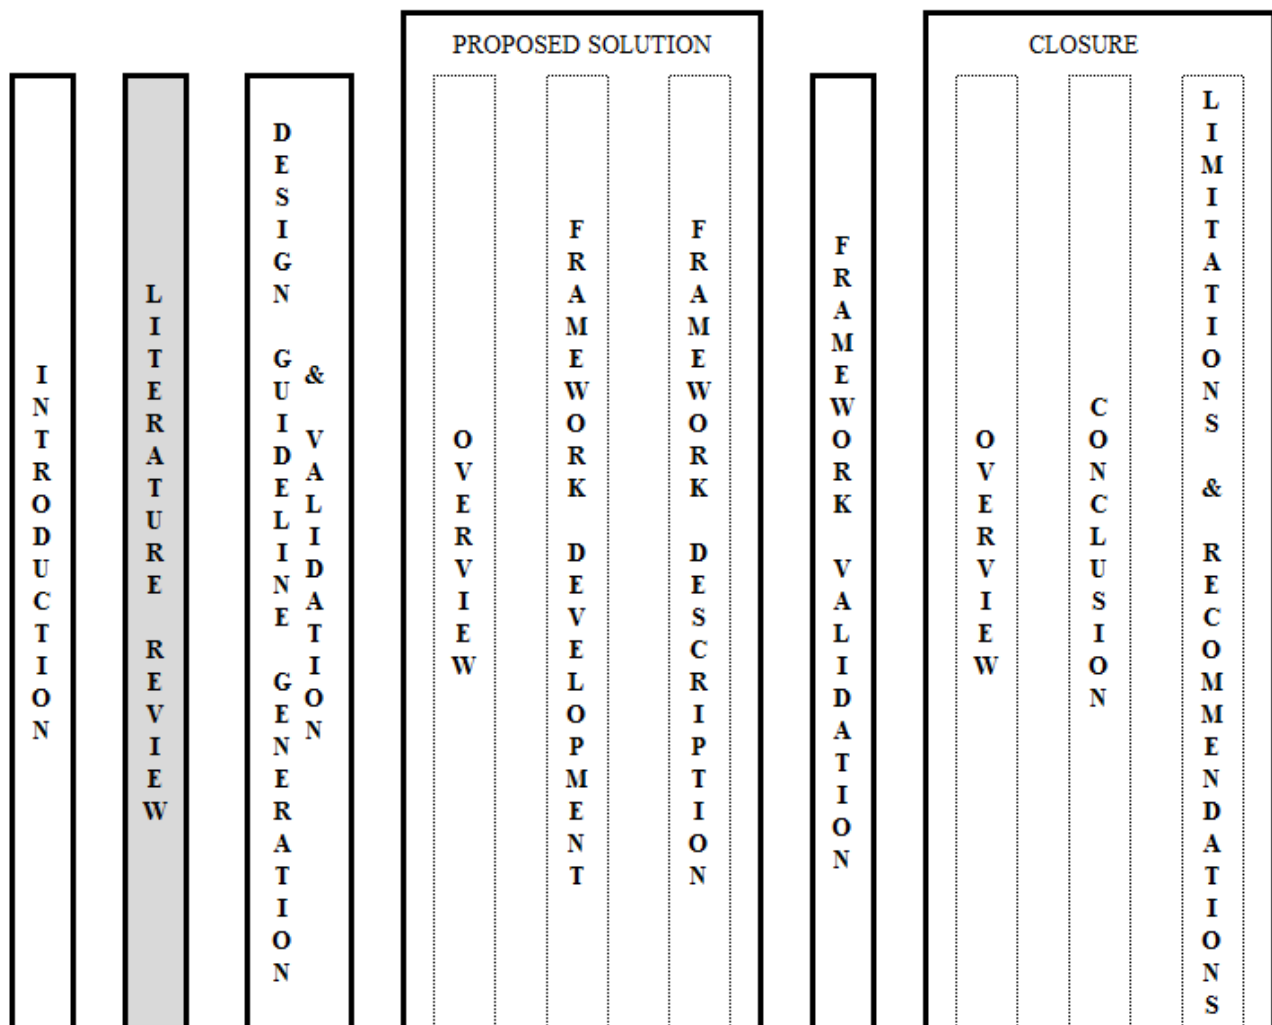 INTRODUCTION
LITERATURE REVIEW
DESIGN GUIDELINE GENERATION
& VALIDATION
PROPOSED SOLUTION
OVERVIEW
FRAMEWORK DEVELOPMENT
FRAMEWORK DESCRIPTION
FRAMEWORK VALIDATION
CLOSURE
OVERVIEW
CONCLUSION
LIMITATIONS & RECOMMENDATIONS